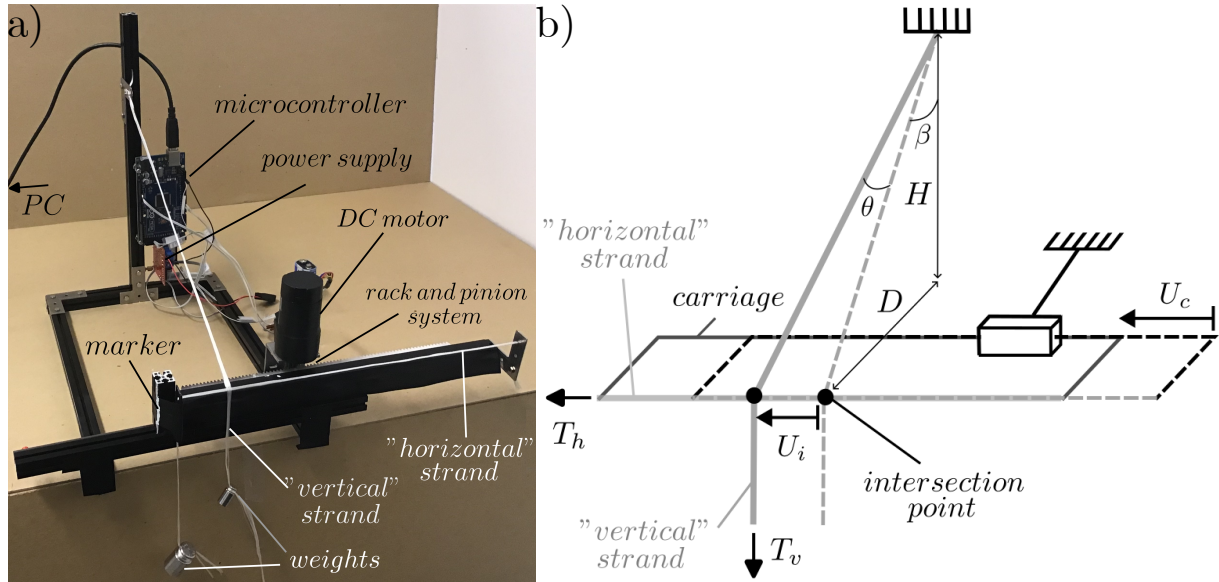 a)
microcontroller
power supply
PC
DC motor
rack and pinion
system
marker
"horizontal"
strand
"vertical"
strand
weights
b)
β
θ
H
"horizontal"
strand
carriage
D
U_c
T_h
U_i
intersection
point
"vertical"
strand
T_v